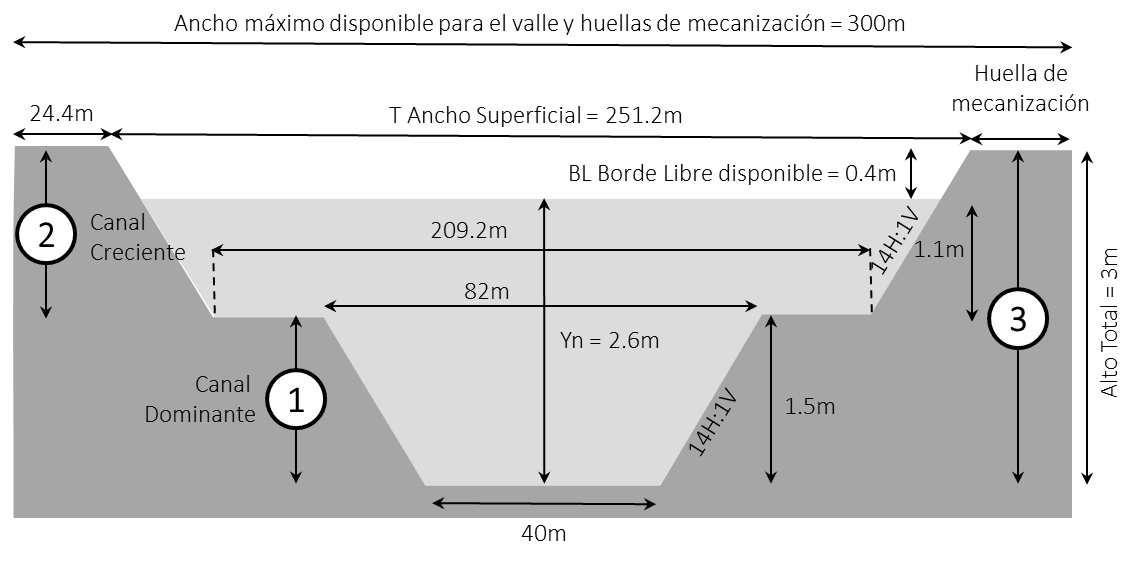 Ancho máximo disponible para el valle y huellas de mecanización = 300m
Huella de
mecanización
24.4m
T Ancho Superficial = 251.2m
BL Borde Libre disponible = 0.4m
2
Canal
Creciente
209.2m
14H:1V
1.1m
82m
3
Alto Total = 3m
Yn = 2.6m
Canal
Dominante
1
14H:1V
1.5m
40m